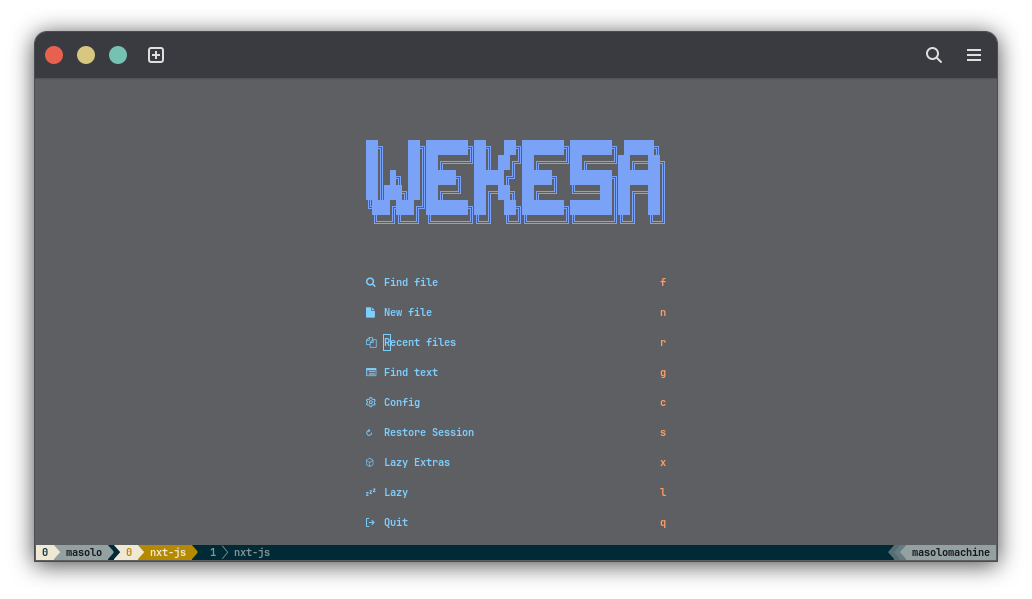 WEKESA
Find file f
New file n
Recent files r
Find text g
Config c
Restore Session s
Lazy Extras x
Lazy l
Quit q
0 masolo 0 nxt-js 1 nxt-js masolomachine